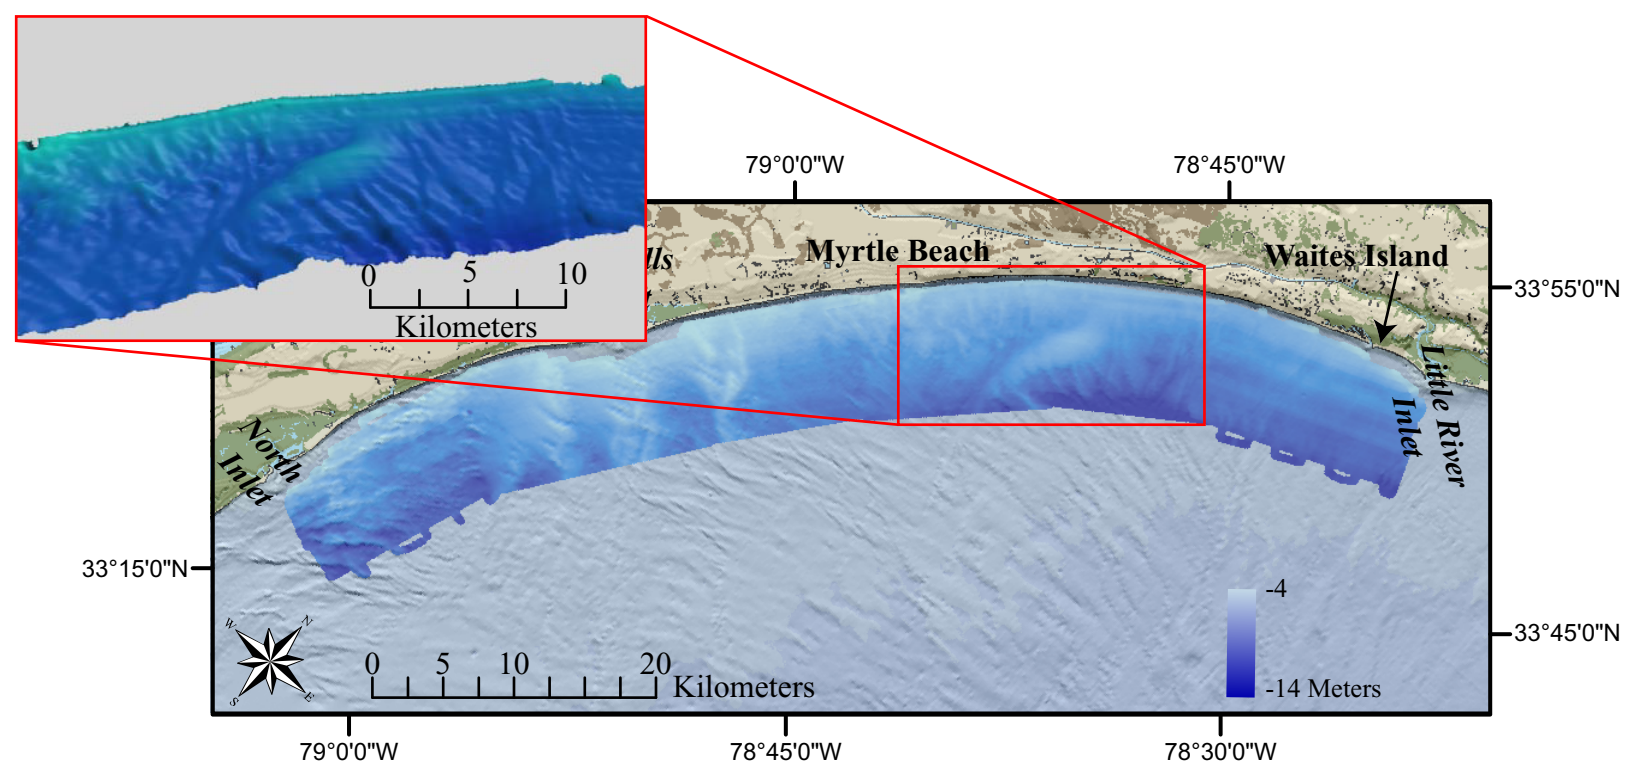 79°0'0"W
78°45'0"W
Myrtle Beach
Waites Island
33°55'0"N
0 5 10
Kilometers
Little River
Inlet
North
Inlet
33°15'0"N
-4
33°45'0"N
W N
S E
0 5 10 20
Kilometers
-14 Meters
79°0'0"W
78°45'0"W
78°30'0"W